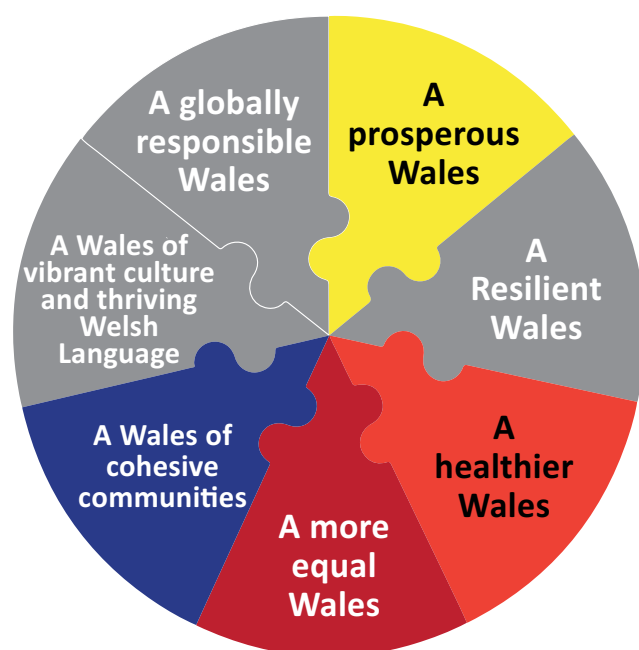 A
prosperous
Wales
A
Resilient
Wales
A
healthier
Wales
A more
equal
Wales
A Wales of
cohesive
communities
A Wales of
vibrant culture
and thriving
Welsh
Language
A globally
responsible
Wales